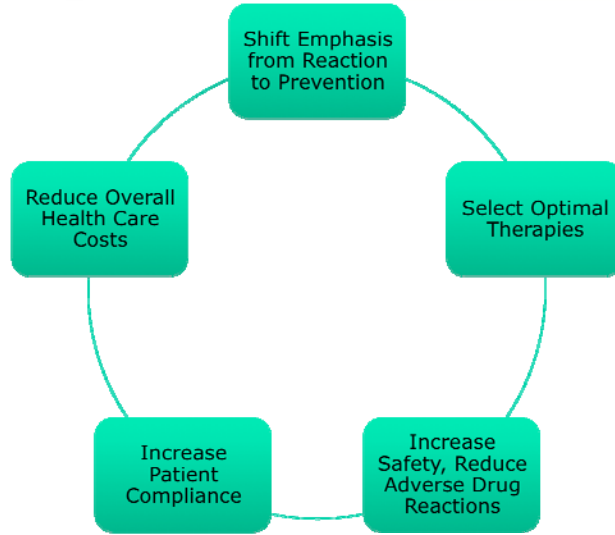 Shift Emphasis
from Reaction
to Prevention
Select Optimal
Therapies
Increase
Safety, Reduce
Adverse Drug
Reactions
Increase
Patient
Compliance
Reduce Overall
Health Care
Costs